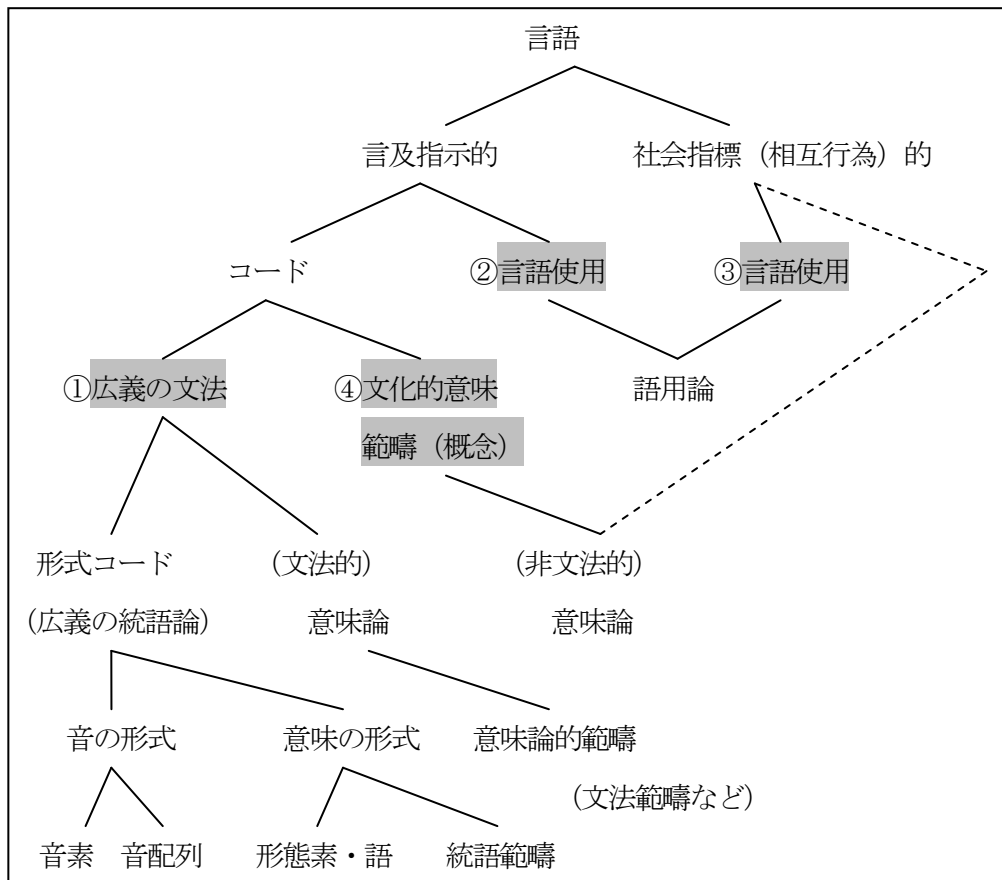 言語
言及指示的 社会指標（相互行為）的
コード ②言語使用 ③言語使用
①広義の文法 ④文化的意味 語用論
範疇（概念）
形式コード （文法的） （非文法的）
（広義の統語論） 意味論 意味論
音の形式 意味の形式 意味論的範疇
（文法範疇など）
音素 音配列 形態素・語 統語範疇